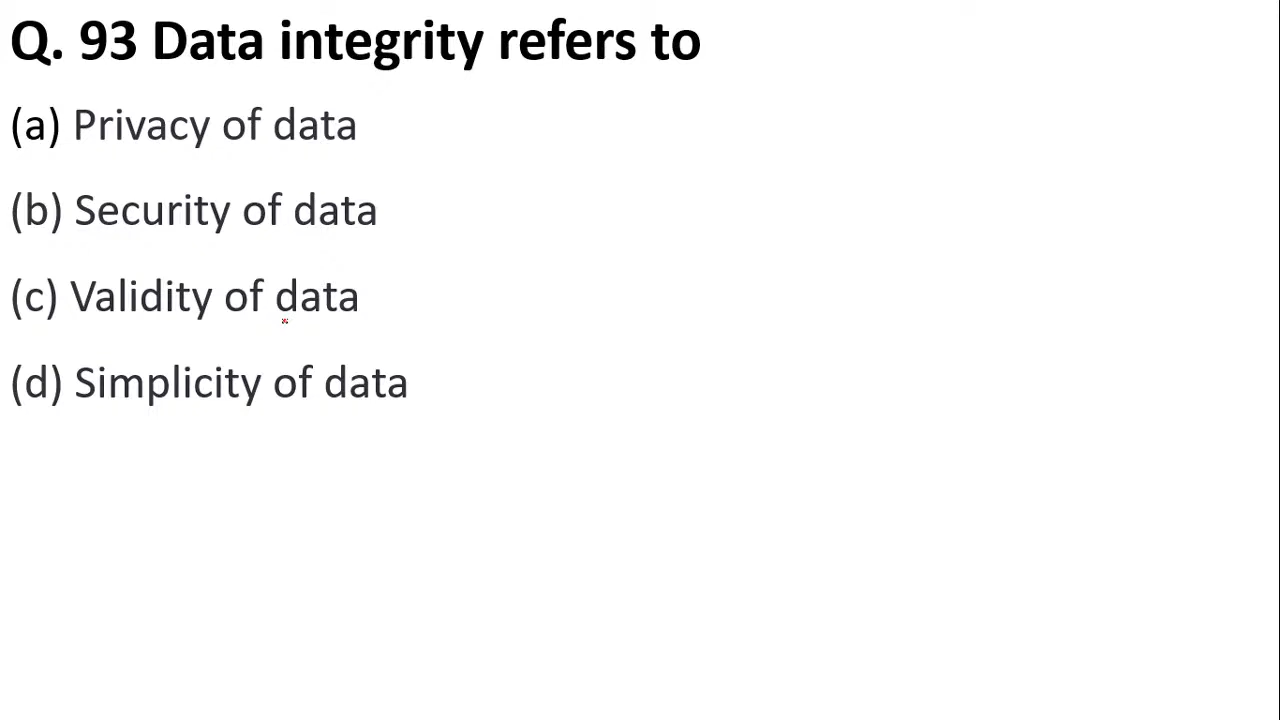 Q. 93 Data integrity refers to
(a) Privacy of data
(b) Security of data
(c) Validity of data
(d) Simplicity of data